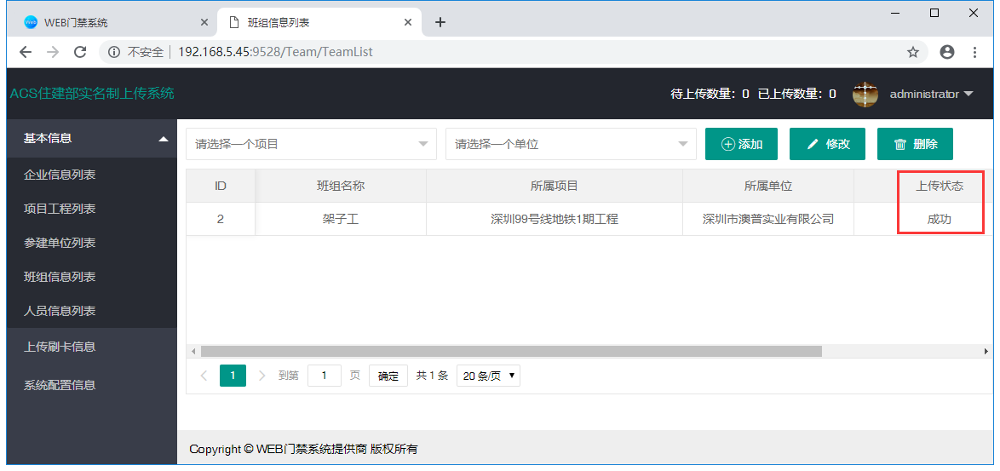 WEB门禁系统
班组信息列表
不安全 | 192.168.5.45:9528/Team/TeamList
ACS住建部实名制上传系统
待上传数量：0 已上传数量：0 administrator
基本信息
企业信息列表
项目工程列表
参建单位列表
班组信息列表
人员信息列表
上传刷卡信息
系统配置信息
请选择一个项目 请选择一个单位 添加 修改 删除
ID 班组名称 所属项目 所属单位 上传状态
2 架子工 深圳99号线地铁1期工程 深圳市澳普实业有限公司 成功
1 到第 1 页 确定 共 1 条 20 条/页
Copyright © WEB门禁系统提供商 版权所有